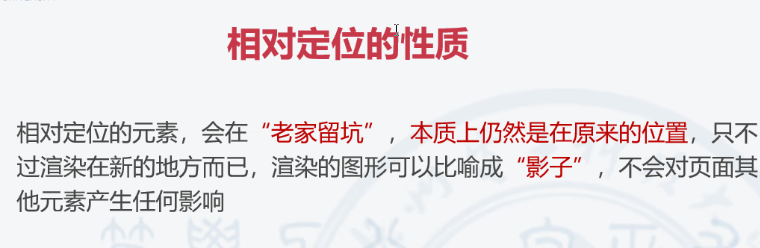 相对定位的性质
相对定位的元素，会在“老家留坑”，本质上仍然是在原来的位置，只不
过渲染在新的地方而已，渲染的图形可以比喻成“影子”，不会对页面其
他元素产生任何影响